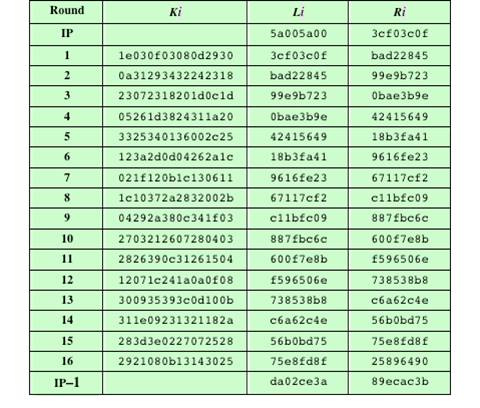 Round Ki Li Ri
IP 5a005a00 3cf03c0f
1 1e030f03080d2930 3cf03c0f bad22845
2 0a31293432242318 bad22845 99e9b723
3 23072318201d0c1d 99e9b723 0bae3b9e
4 05261d3824311a20 0bae3b9e 42415649
5 3325340136002c25 42415649 18b3fa41
6 123a2d0d04262a1c 18b3fa41 9616fe23
7 021f120b1c130611 9616fe23 67117cf2
8 1c10372a2832002b 67117cf2 c11bfc09
9 04292a380c341f03 c11bfc09 887fbc6c
10 2703212607280403 887fbc6c 600f7e8b
11 2826390c31261504 600f7e8b f596506e
12 12071c241a0a0f08 f596506e 738538b8
13 300935393c0d100b 738538b8 c6a62c4e
14 311e09231321182a c6a62c4e 56b0bd75
15 283d3e0227072528 56b0bd75 75e8fd8f
16 2921080b13143025 75e8fd8f 25896490
IP–1 da02ce3a 89ecac3b